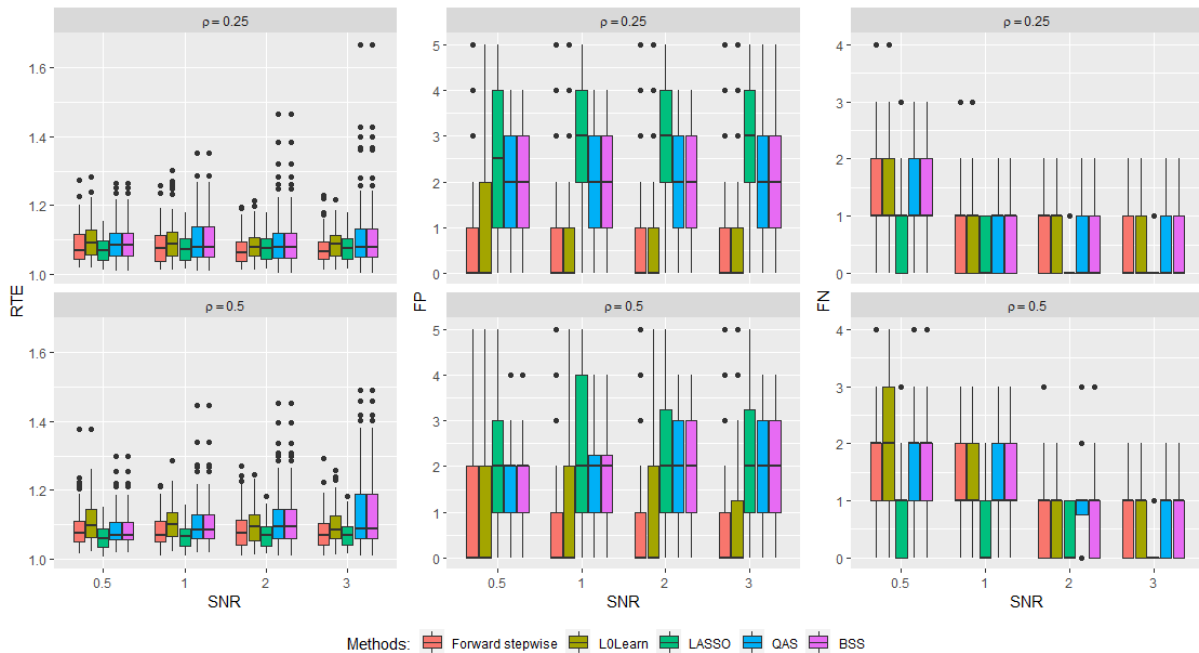 ρ = 0.25
ρ = 0.25
ρ = 0.25
1.6
1.4
1.2
1.0
5
4
3
2
1
0
4
3
2
1
0
RTE
FP
FN
ρ = 0.5
ρ = 0.5
ρ = 0.5
1.6
1.4
1.2
1.0
5
4
3
2
1
0
4
3
2
1
0
0.5 1 2 3
0.5 1 2 3
0.5 1 2 3
SNR
SNR
SNR
Methods: Forward stepwise L0Learn LASSO QAS BSS